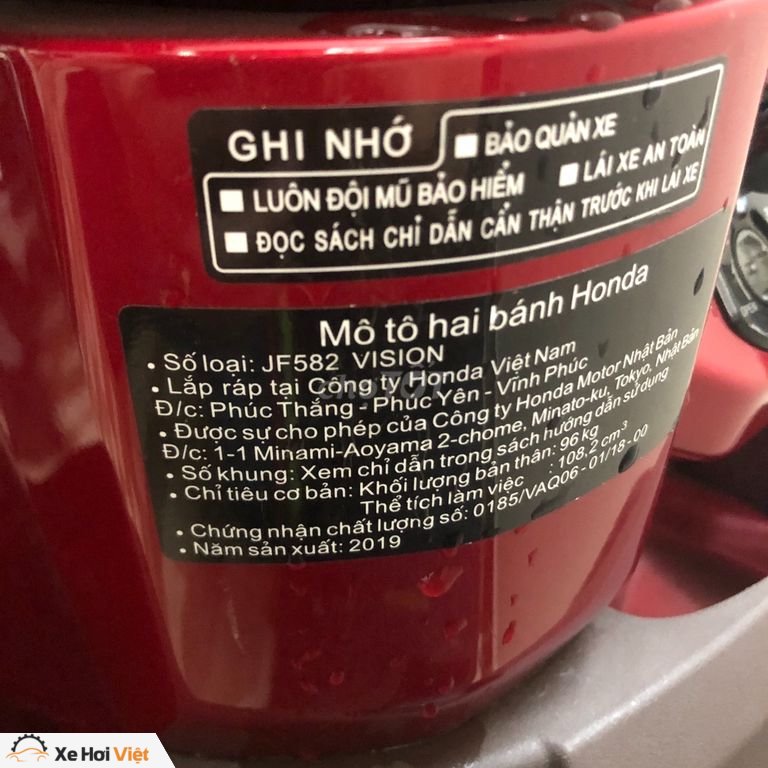 GHI NHỚ
BẢO QUẢN XE
LUÔN ĐỘI MŨ BẢO HIỂM
LÁI XE AN TOÀN
ĐỌC SÁCH CHỈ DẪN CẨN THẬN TRƯỚC KHI LÁI XE
Mô tô hai bánh Honda
• Số loại: JF582 VISION
• Lắp ráp tại Công ty Honda Việt Nam
Đ/c: Phúc Thắng - Phúc Yên - Vĩnh Phúc
• Được sự cho phép của Công ty Honda Motor Nhật Bản
Đ/c: 1-1 Minami-Aoyama 2-chome, Minato-ku, Tokyo, Nhật Bản
• Số khung: Xem chỉ dẫn trong sách hướng dẫn sử dụng
• Chỉ tiêu cơ bản: Khối lượng bản thân: 96 kg
Thể tích làm việc : 108,2 cm³
• Chứng nhận chất lượng số: 0185/VAQ06 - 01/18 - 00
• Năm sản xuất: 2019
OPEN
Xe Hơi Việt